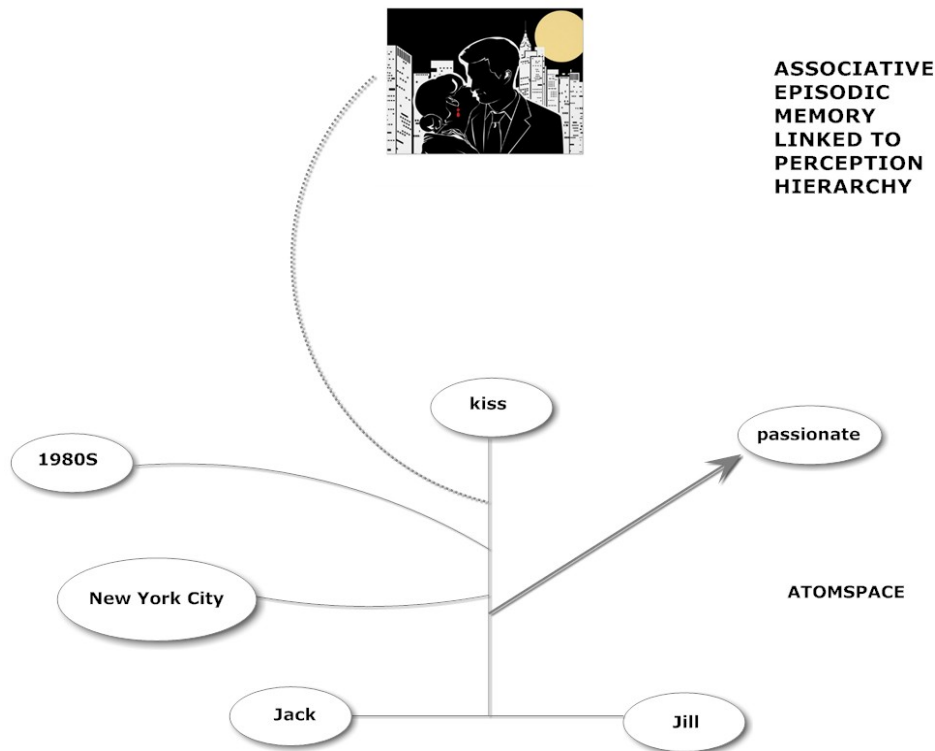 ASSOCIATIVE
EPISODIC
MEMORY
LINKED TO
PERCEPTION
HIERARCHY
kiss
passionate
1980S
New York City
ATOMSPACE
Jack
Jill